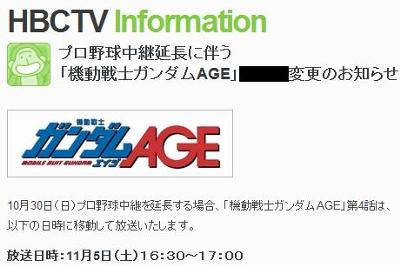 HBCTV Information
プロ野球中継延長に伴う
「機動戦士ガンダムAGE」変更のお知らせ
機動戦士
ガンダムAGE
MOBILE SUIT GUNDAM エイジ
10月30日（日）プロ野球中継を延長する場合、「機動戦士ガンダムAGE」第4話は、
以下の日時に移動して放送いたします。
放送日時：11月5日（土）16：30～17：00